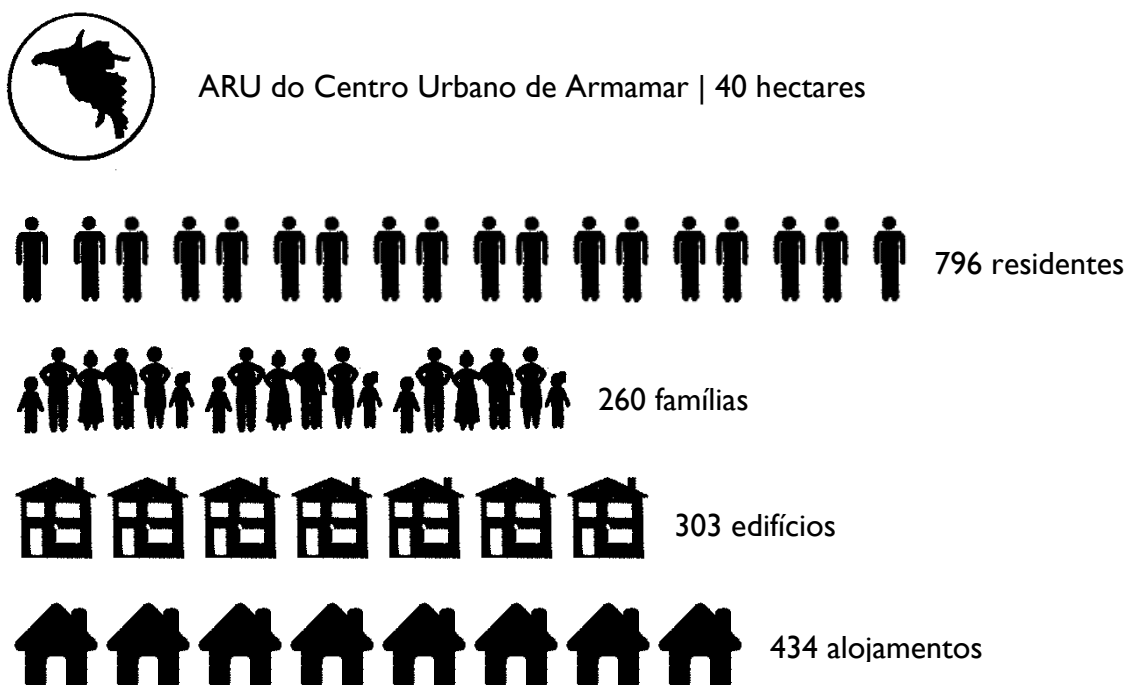 ARU do Centro Urbano de Armamar | 40 hectares
796 residentes
260 famílias
303 edifícios
434 alojamentos